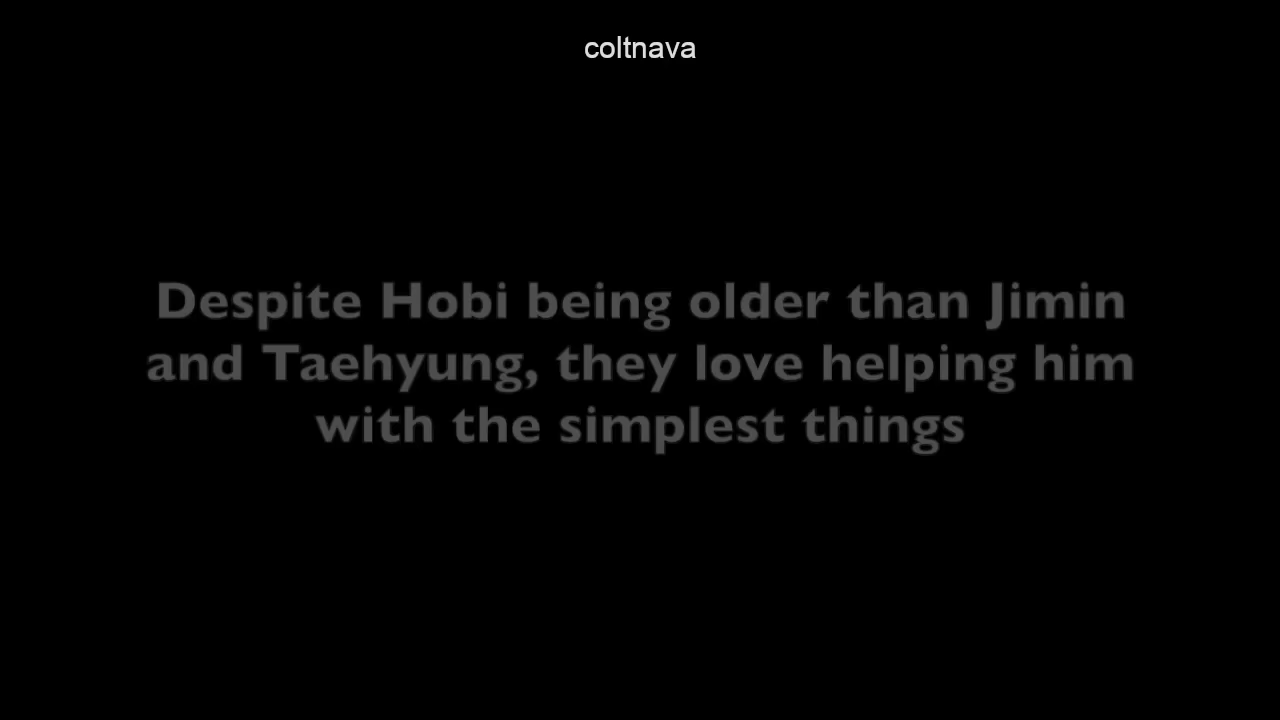 coltnava
Despite Hobi being older than Jimin
and Taehyung, they love helping him
with the simplest things